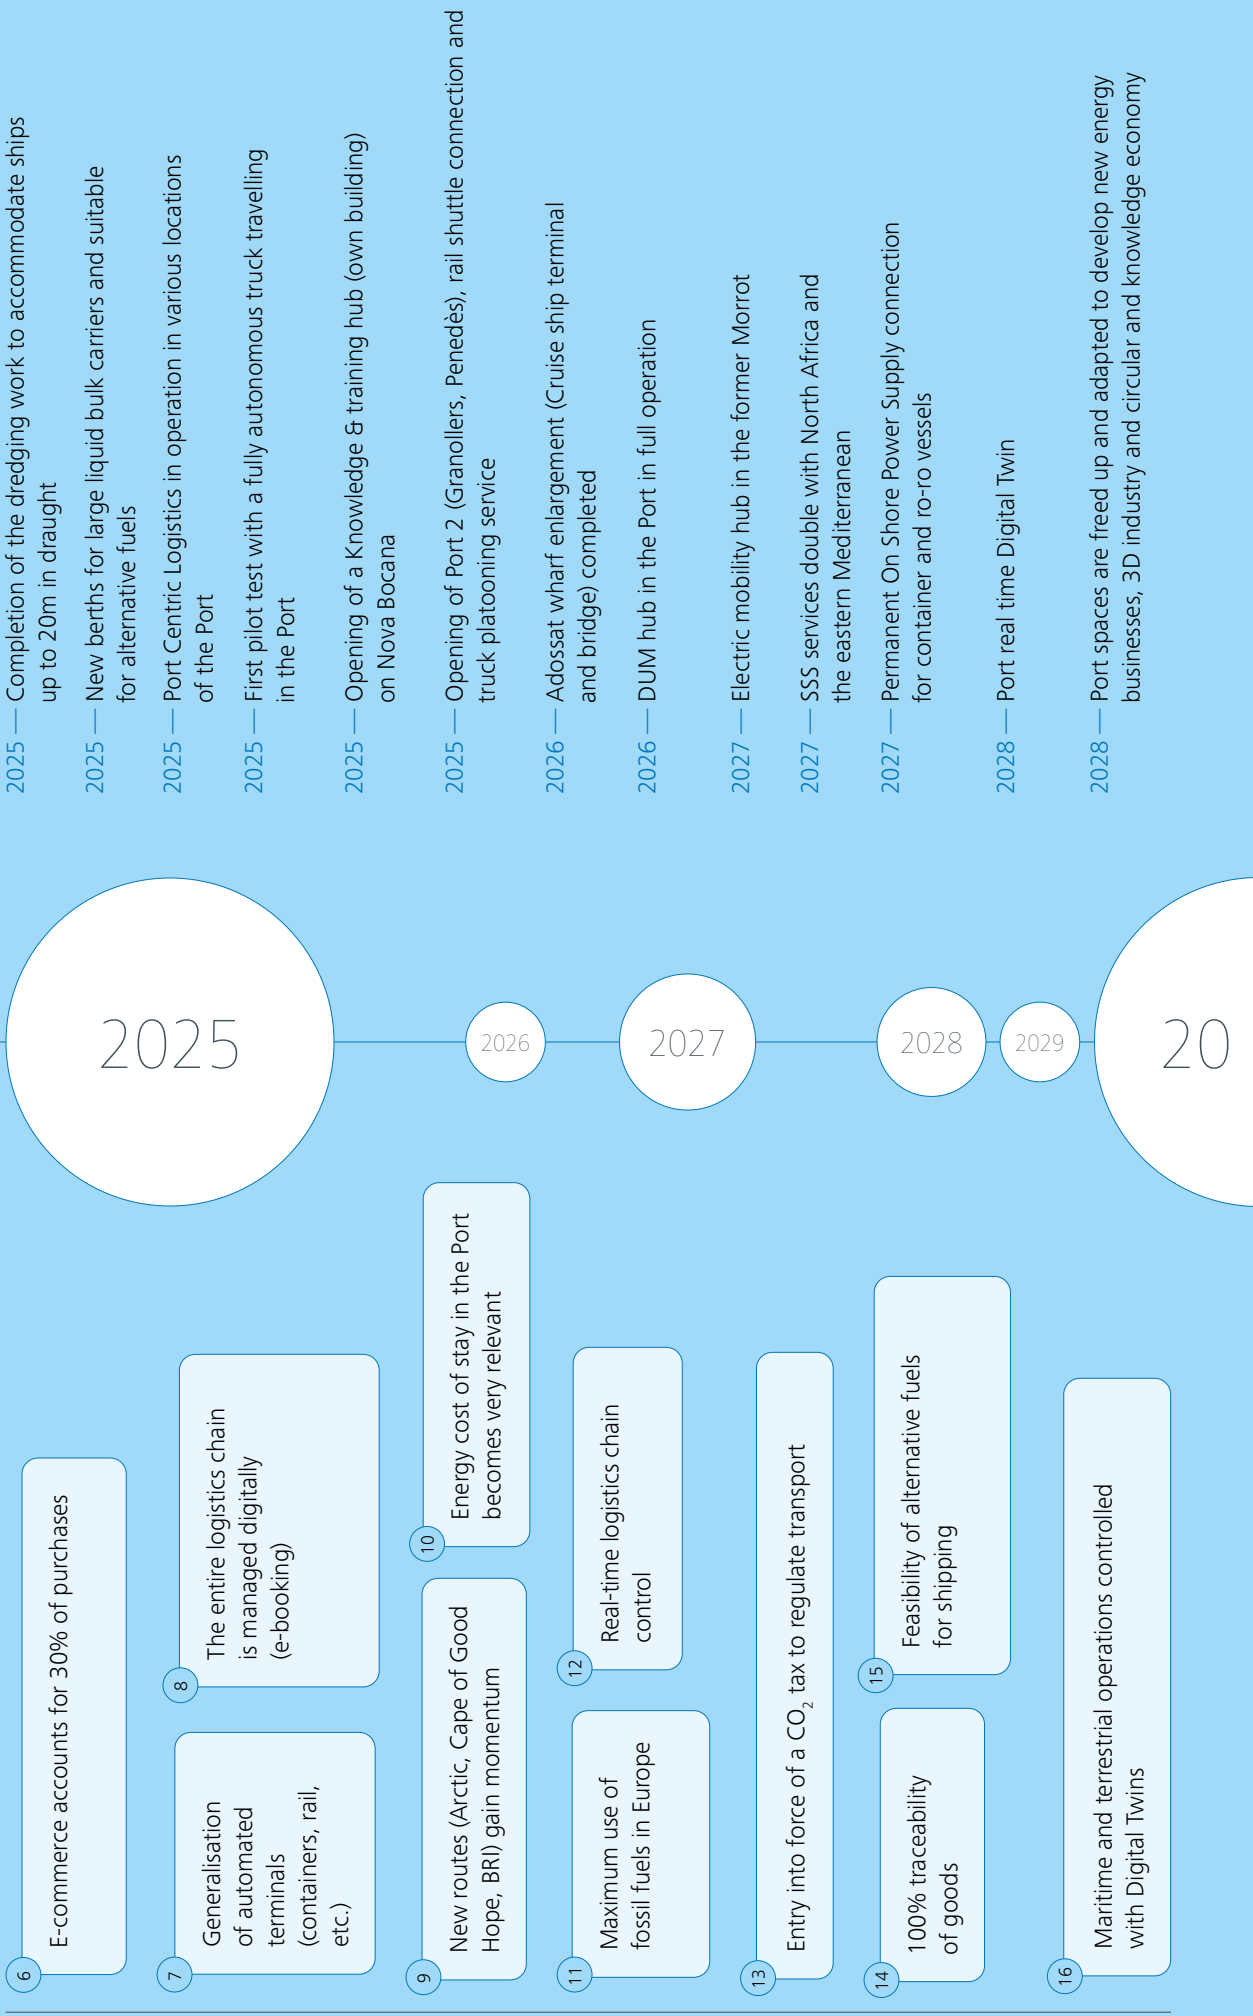 2025 — Completion of the dredging work to accommodate ships
up to 20m in draught
2025 — New berths for large liquid bulk carriers and suitable
for alternative fuels
2025 — Port Centric Logistics in operation in various locations
of the Port
2025 — First pilot test with a fully autonomous truck travelling
in the Port
2025 — Opening of a Knowledge & training hub (own building)
on Nova Bocana
2025 — Opening of Port 2 (Granollers, Penedès), rail shuttle connection and
truck platooning service
2026 — Adossat wharf enlargement (Cruise ship terminal
and bridge) completed
2026 — DUM hub in the Port in full operation
2027 — Electric mobility hub in the former Morrot
2027 — SSS services double with North Africa and
the eastern Mediterranean
2027 — Permanent On Shore Power Supply connection
for container and ro-ro vessels
2028 — Port real time Digital Twin
2028 — Port spaces are freed up and adapted to develop new energy
businesses, 3D industry and circular and knowledge economy
2025
2026
2027
2028
2029
20
6
E-commerce accounts for 30% of purchases
7
Generalisation
of automated
terminals
(containers, rail,
etc.)
8
The entire logistics chain
is managed digitally
(e-booking)
9
New routes (Arctic, Cape of Good
Hope, BRI) gain momentum
10
Energy cost of stay in the Port
becomes very relevant
11
Maximum use of
fossil fuels in Europe
12
Real-time logistics chain
control
13
Entry into force of a CO₂ tax to regulate transport
14
100% traceability
of goods
15
Feasibility of alternative fuels
for shipping
16
Maritime and terrestrial operations controlled
with Digital Twins